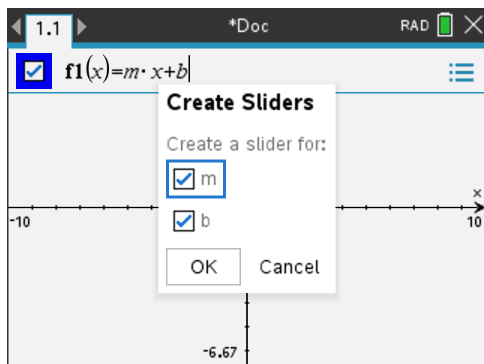 1.1 *Doc RAD
f1(x)=m·x+b
Create Sliders
Create a slider for:
m
b
OK Cancel
x
-10 10
-6.67